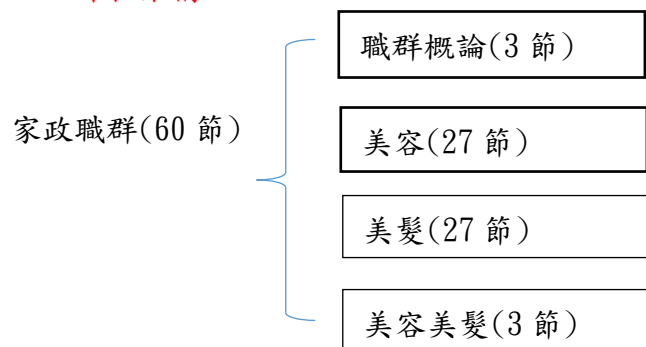 職群概論(3 節)
家政職群(60 節)
美容(27 節)
美髮(27 節)
美容美髮(3 節)